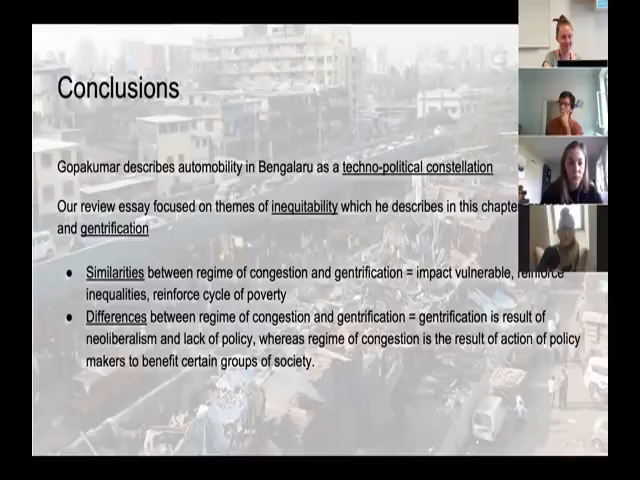 Conclusions
Gopakumar describes automobility in Bengalaru as a techno-political constellation
Our review essay focused on themes of inequitability which he describes in this chapter
and gentrification
● Similarities between regime of congestion and gentrification = impact vulnerable, reinforce
inequalities, reinforce cycle of poverty
● Differences between regime of congestion and gentrification = gentrification is result of
neoliberalism and lack of policy, whereas regime of congestion is the result of action of policy
makers to benefit certain groups of society.